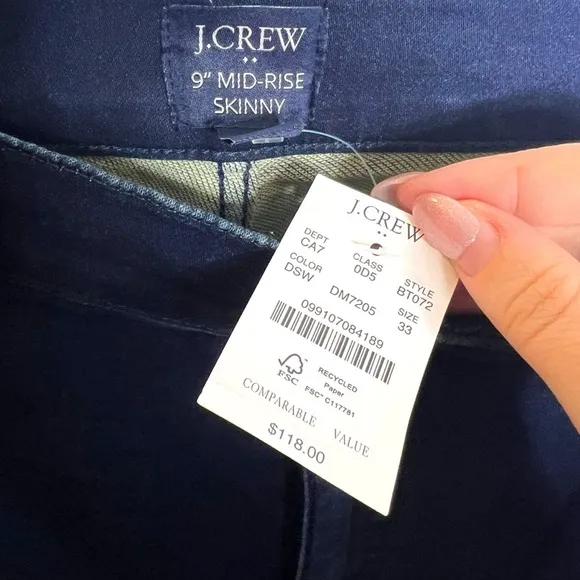 J.CREW
9" MID-RISE
SKINNY
J.CREW
DEPT CLASS STYLE
CA7 0D5 BT072
COLOR SIZE
DSW DM7205 33
099107084189
FSC
RECYCLED
Paper
FSC™ C117781
COMPARABLE VALUE
$118.00